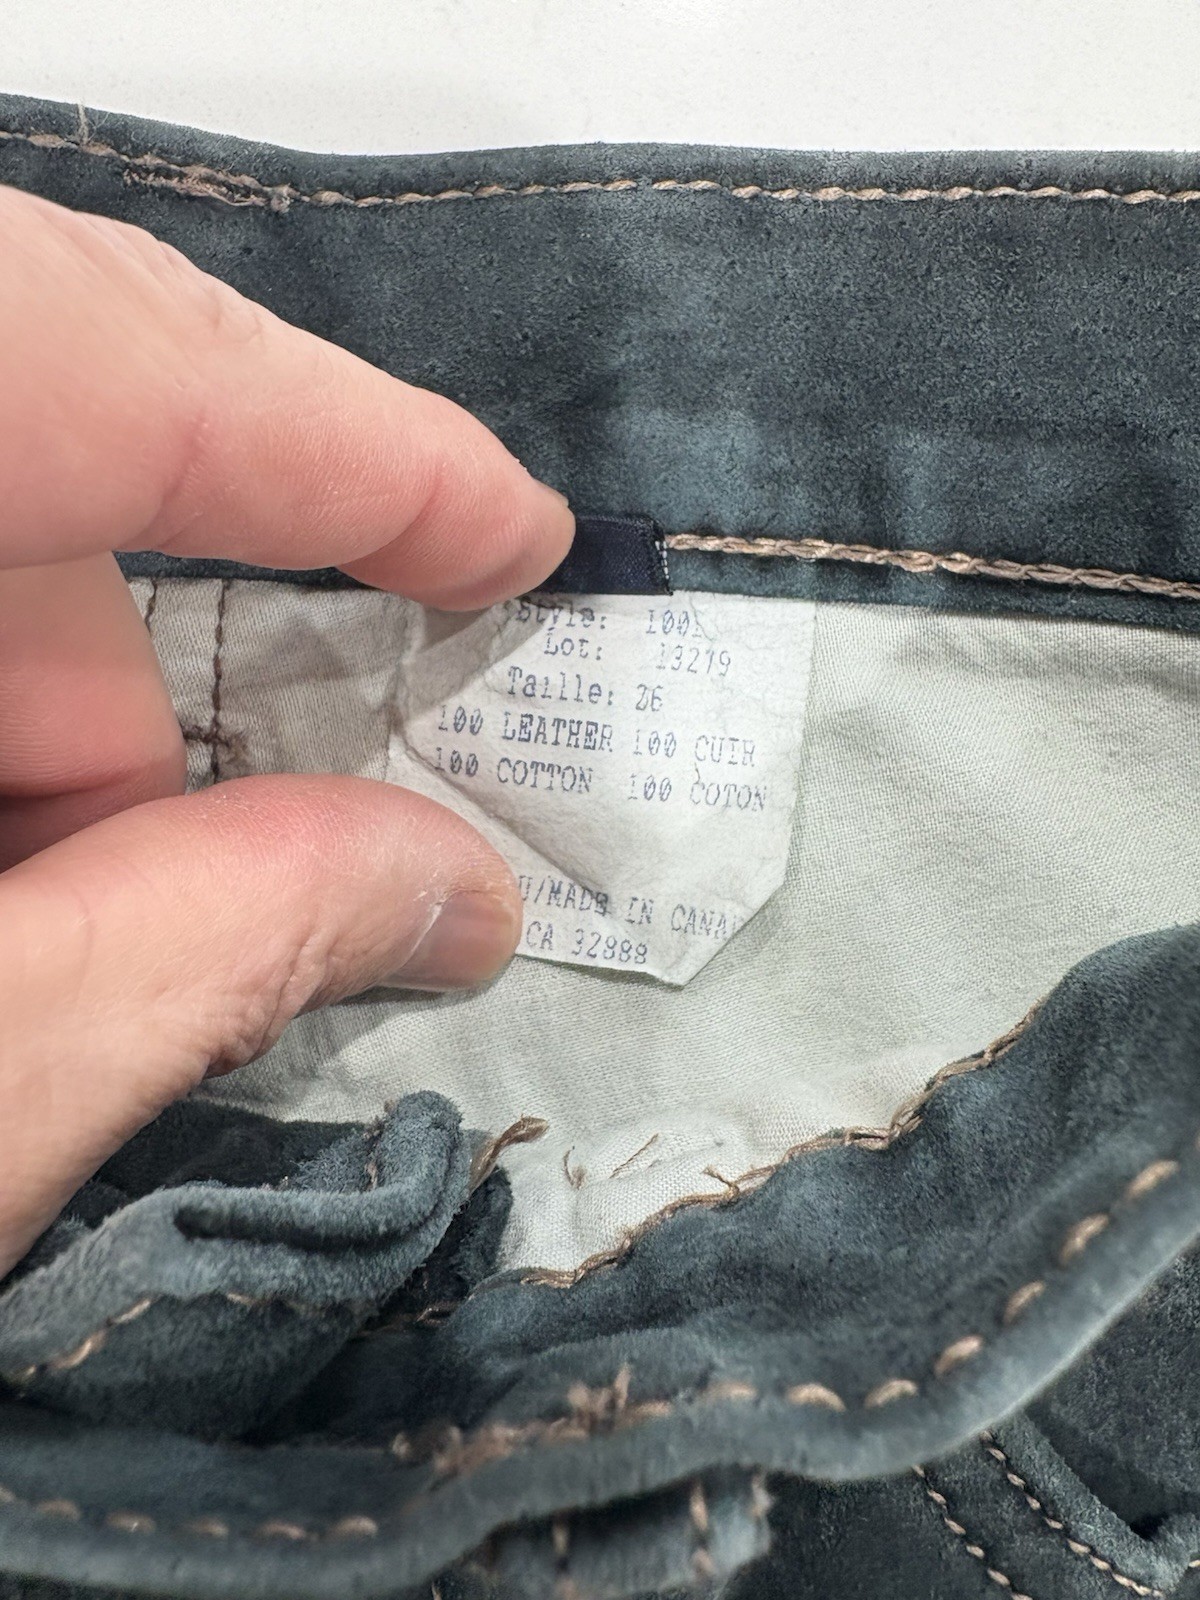 Style: 100
Lot: 13219
Taille: 26
100 LEATHER 100 CUIR
100 COTTON 100 COTON
U/MADE IN CANA
CA 32888